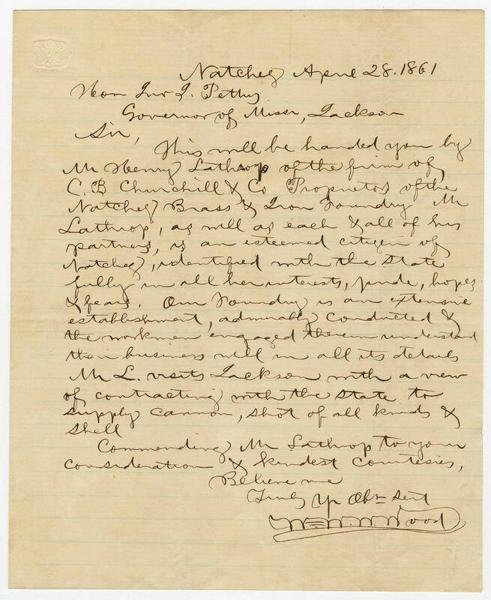 Natchez April 28. 1861
Hon Jno J. Pettus
Governor of Missi, Jackson
Sir,
This will be handed you by
Mr Henry Lathrop of the firm of
C. B Churchill & Co Proprietors of the
Natchez Brass & Iron Foundry Mr
Lathrop, as well as each & all of his
partners, is an esteemed citizen of
Natchez, identified with the State
fully in all her interests, pride, hopes
& fears. Our Foundry is an extensive
establishment, admirably conducted &
the workmen engaged therein understand
their business well in all its details
Mr L. visits Jackson with a view
of contracting with the State to
supply cannon, shot of all kinds &
shell
Commending Mr Lathrop to your
consideration & kindest courtesies,
Believe me
Truly Yr Obt Servt
Wood